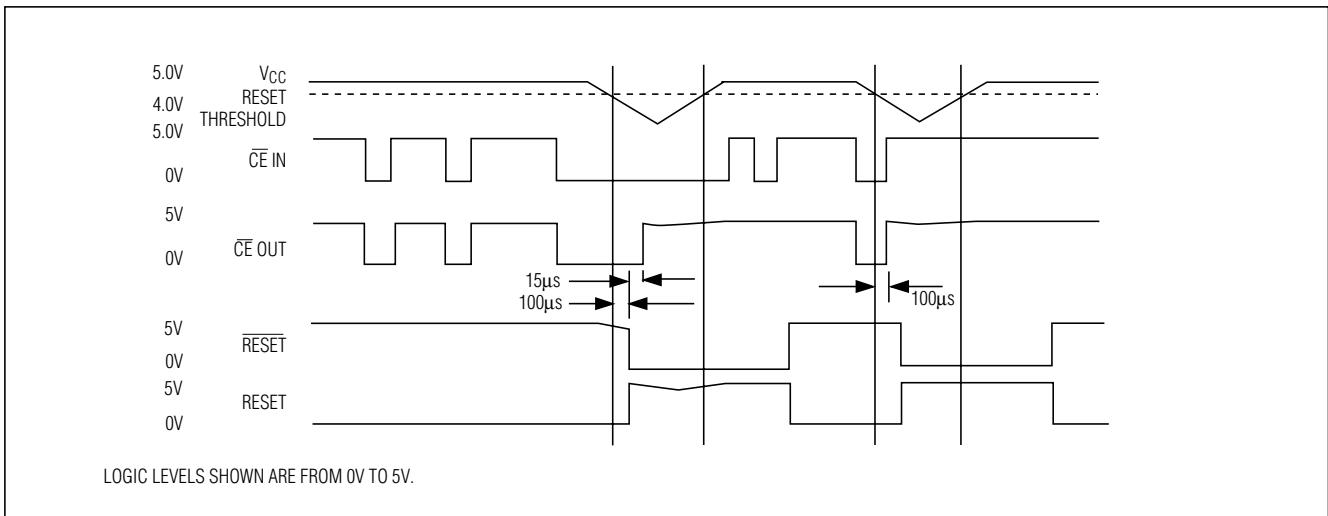 5.0V VCC
RESET
4.0V THRESHOLD
5.0V
CE IN
0V
5V
CE OUT
0V
15µs
100µs
100µs
5V
RESET
0V
5V
RESET
0V
LOGIC LEVELS SHOWN ARE FROM 0V TO 5V.